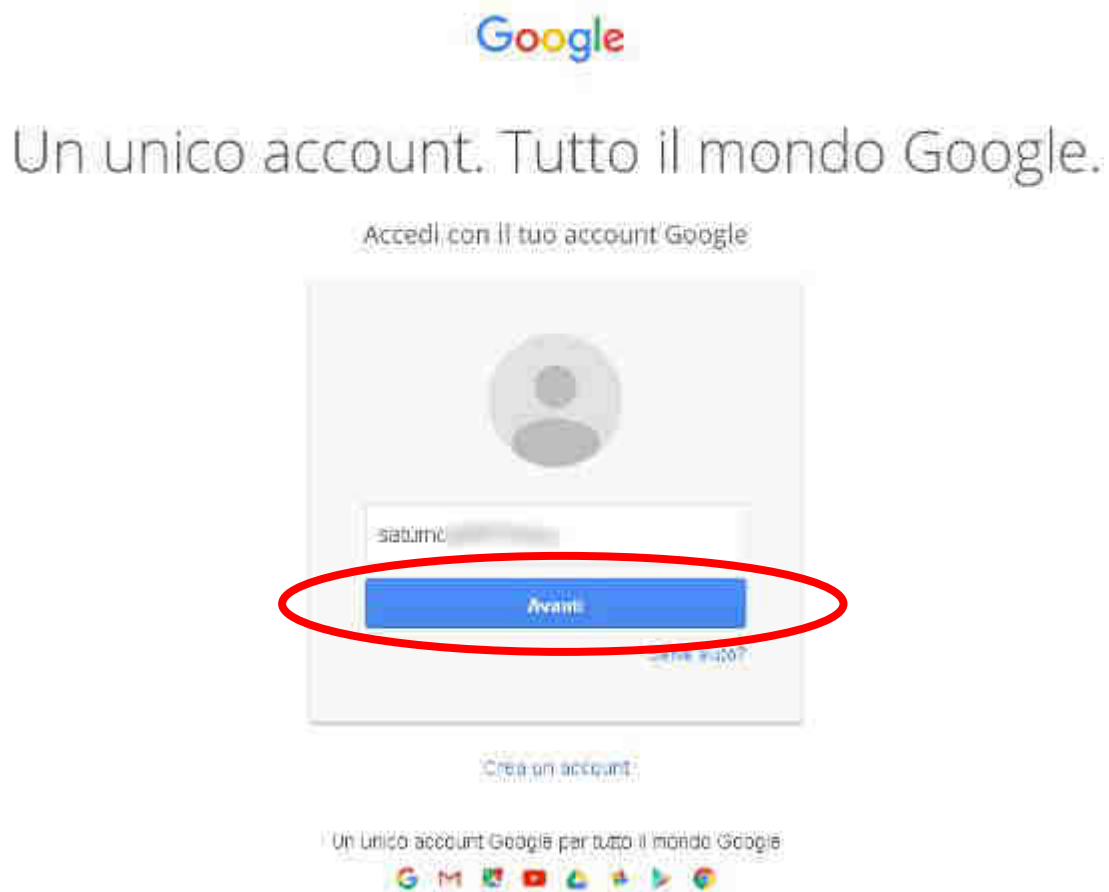 Google
Un unico account. Tutto il mondo Google.
Accedi con il tuo account Google
Avanti
Serve aiuto?
Crea un account
Un unico account Google per tutto il mondo Google